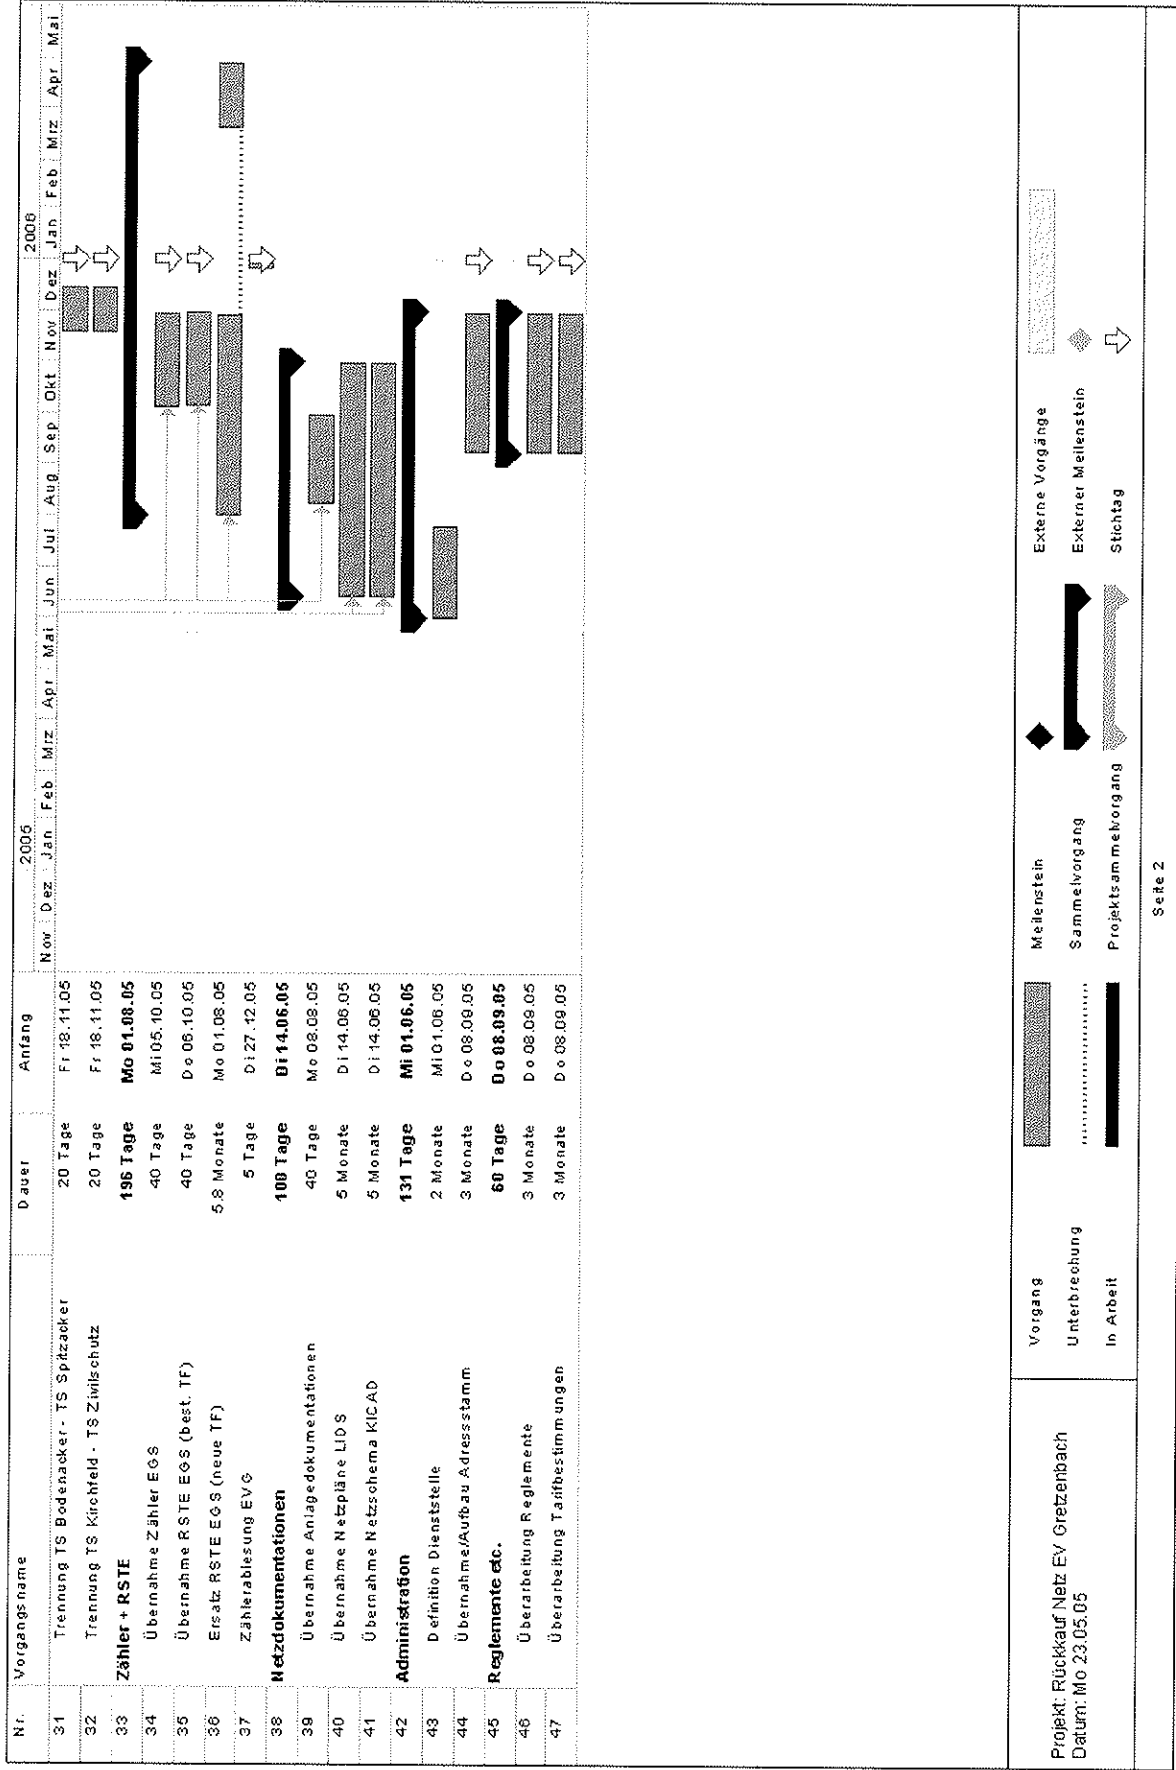 Nr. Vorgangsname Dauer Anfang
2005 2006
Nov Dez Jan Feb Mrz Apr Mai Jun Jul Aug Sep Okt Nov Dez Jan Feb Mrz Apr Mai
31 Trennung TS Bodenacker - TS Spitzacker 20 Tage Fr 18.11.05
32 Trennung TS Kirchfeld - TS Zivilschutz 20 Tage Fr 18.11.05
33 Zähler + RSTE 196 Tage Mo 01.08.05
34 Übernahme Zähler EGS 40 Tage Mi 05.10.05
35 Übernahme RSTE EGS (best. TF) 40 Tage Do 06.10.05
36 Ersatz RSTE EGS (neue TF) 5.8 Monate Mo 01.08.05
37 Zählerablesung EVG 5 Tage Di 27.12.05
38 Netzdokumentationen 108 Tage Di 14.06.05
39 Übernahme Anlagedokumentationen 40 Tage Mo 08.08.05
40 Übernahme Netzpläne LIDS 5 Monate Di 14.06.05
41 Übernahme Netzschema KICAD 5 Monate Di 14.06.05
42 Administration 131 Tage Mi 01.06.05
43 Definition Dienststelle 2 Monate Mi 01.06.05
44 Übernahme/Aufbau Adressstamm 3 Monate Do 08.09.05
45 Reglemente etc. 60 Tage Do 08.09.05
46 Überarbeitung Reglemente 3 Monate Do 08.09.05
47 Überarbeitung Tarifbestimmungen 3 Monate Do 08.09.05
Projekt: Rückkauf Netz EV Gretzenbach
Datum: Mo 23.05.05
Vorgang Meilenstein Externe Vorgänge
Unterbrechung Sammelvorgang Externer Meilenstein
In Arbeit Projektsammelvorgang Stichtag
Seite 2